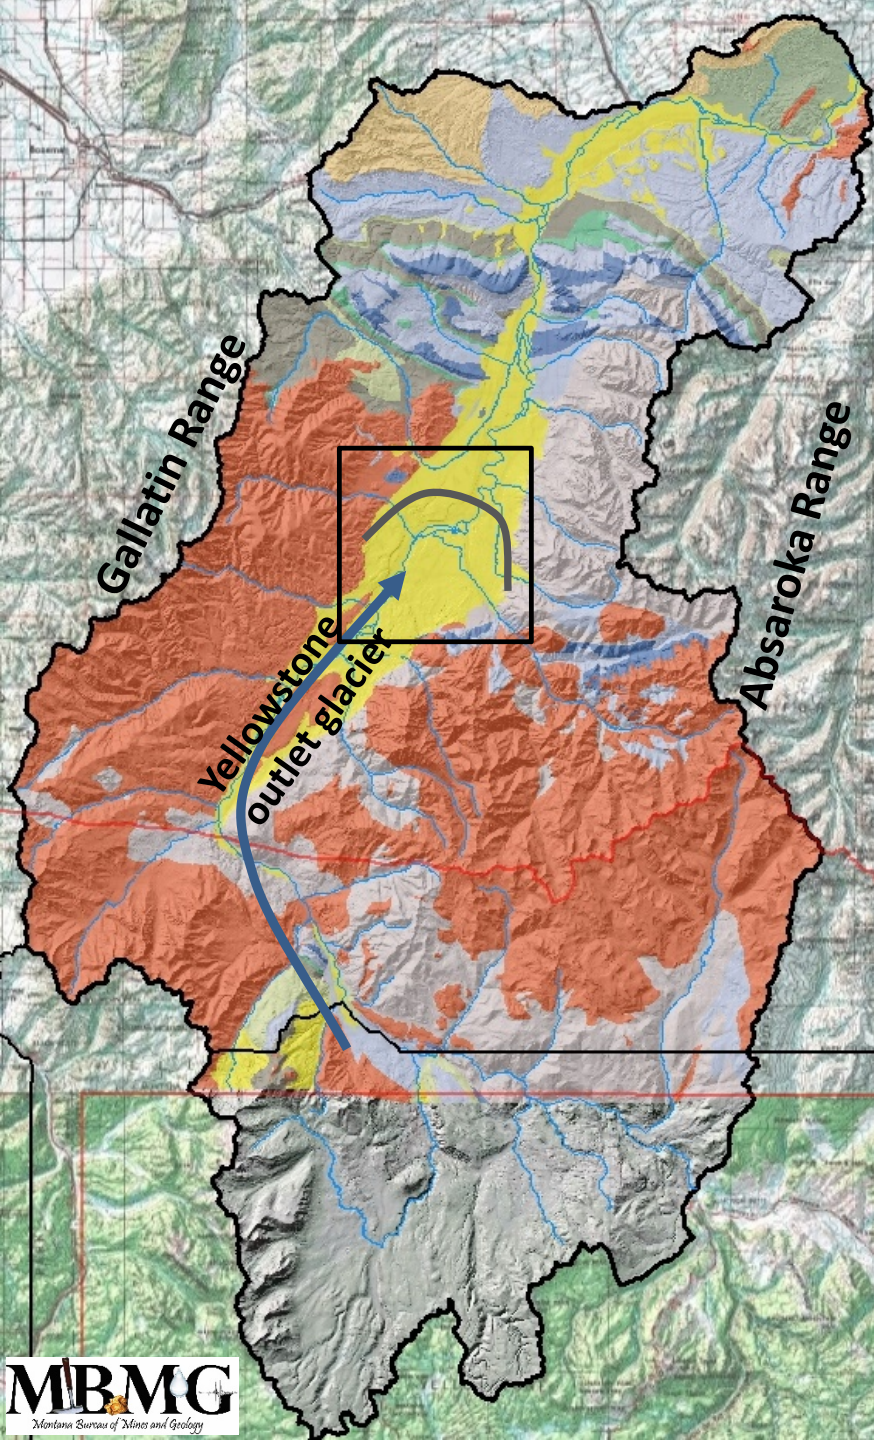 Gallatin Range
Absaroka Range
Yellowstone
outlet glacier
MBMG
Montana Bureau of Mines and Geology